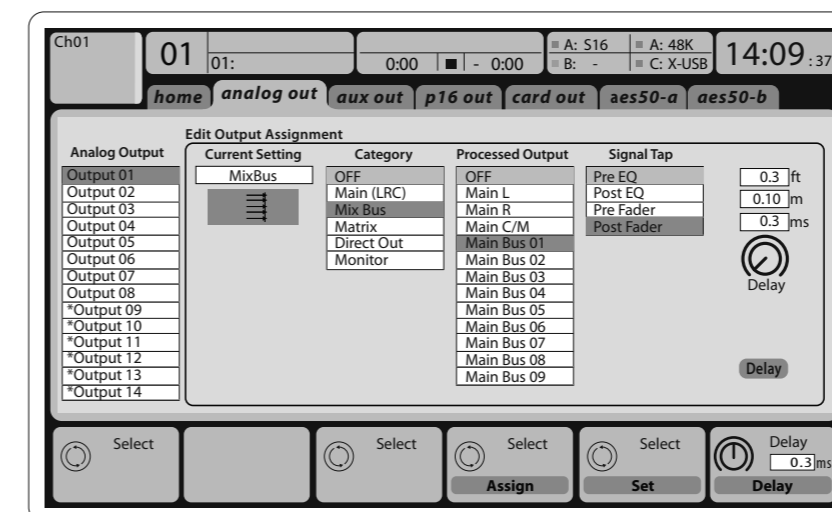 Ch01
01
01:
0:00 - 0:00
A: S16
B: -
A: 48K
C: X-USB
14:09 :37
home analog out aux out p16 out card out aes50-a aes50-b
Edit Output Assignment
Analog Output
Output 01
Output 02
Output 03
Output 04
Output 05
Output 06
Output 07
Output 08
*Output 09
*Output 10
*Output 11
*Output 12
*Output 13
*Output 14
Current Setting
MixBus
Category
OFF
Main (LRC)
Mix Bus
Matrix
Direct Out
Monitor
Processed Output
OFF
Main L
Main R
Main C/M
Main Bus 01
Main Bus 02
Main Bus 03
Main Bus 04
Main Bus 05
Main Bus 06
Main Bus 07
Main Bus 08
Main Bus 09
Signal Tap
Pre EQ
Post EQ
Pre Fader
Post Fader
0.3 ft
0.10 m
0.3 ms
Delay
Delay
Select
Select
Select
Assign
Select
Set
Delay
0.3 ms
Delay